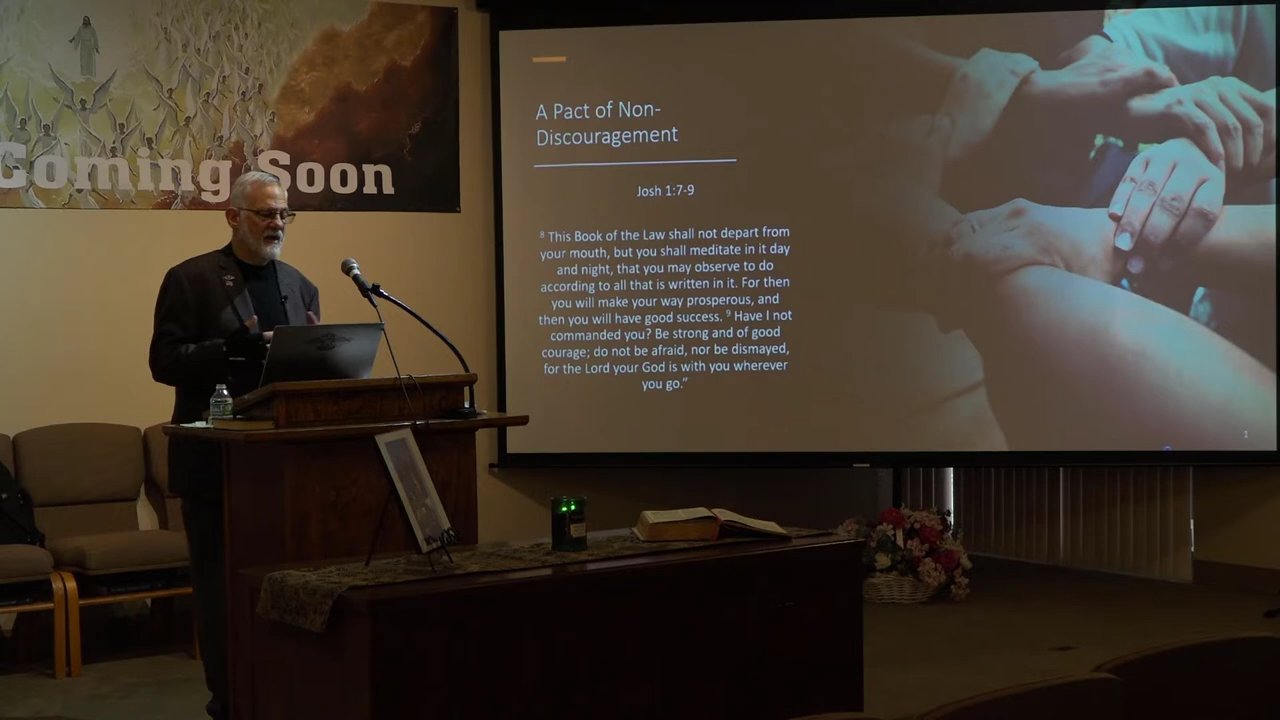 Coming Soon
A Pact of Non-
Discouragement
Josh 1:7-9
⁸ This Book of the Law shall not depart from
your mouth, but you shall meditate in it day
and night, that you may observe to do
according to all that is written in it. For then
you will make your way prosperous, and
then you will have good success. ⁹ Have I not
commanded you? Be strong and of good
courage; do not be afraid, nor be dismayed,
for the Lord your God is with you wherever
you go.”